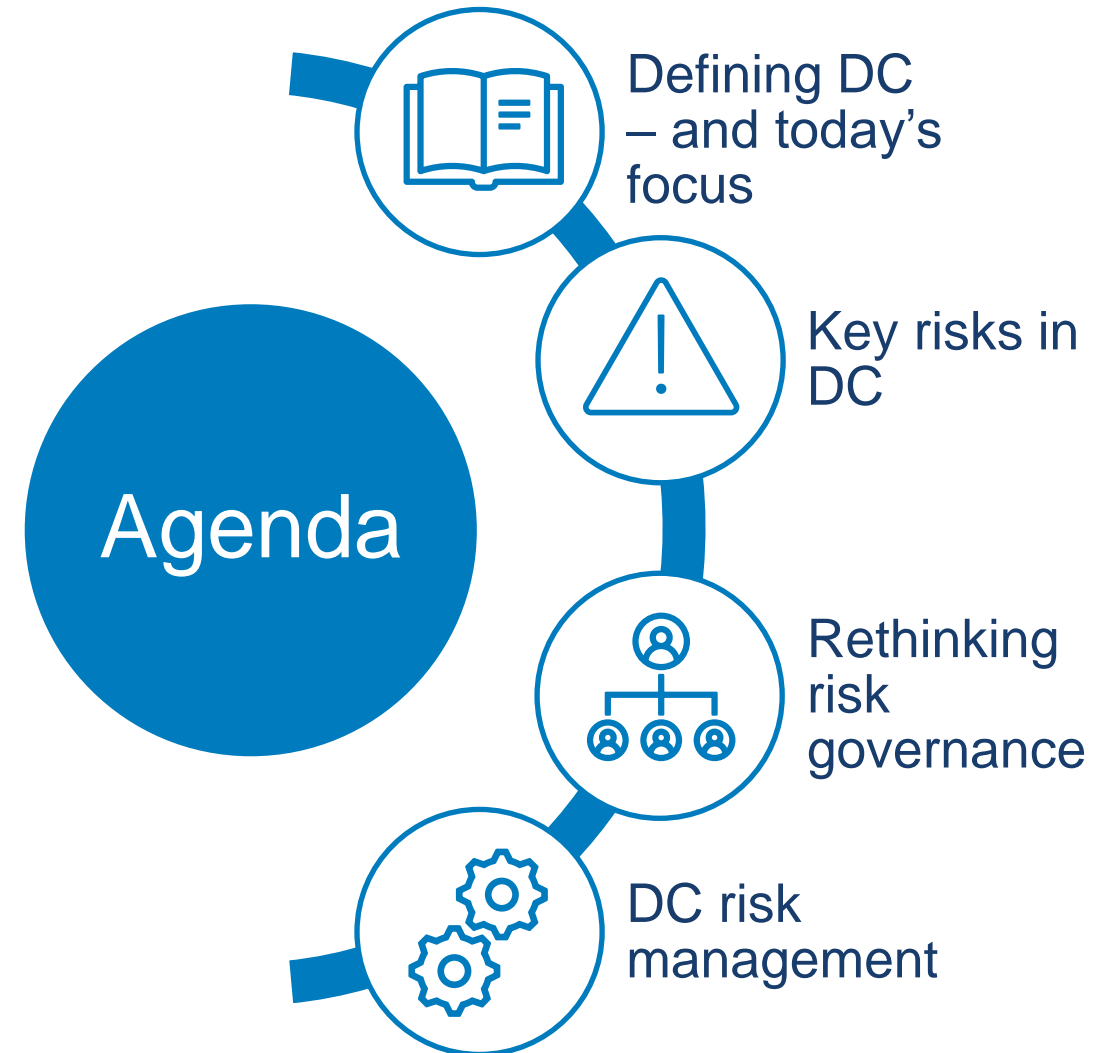 Agenda
Defining DC
– and today’s
focus
Key risks in
DC
Rethinking
risk
governance
DC risk
management